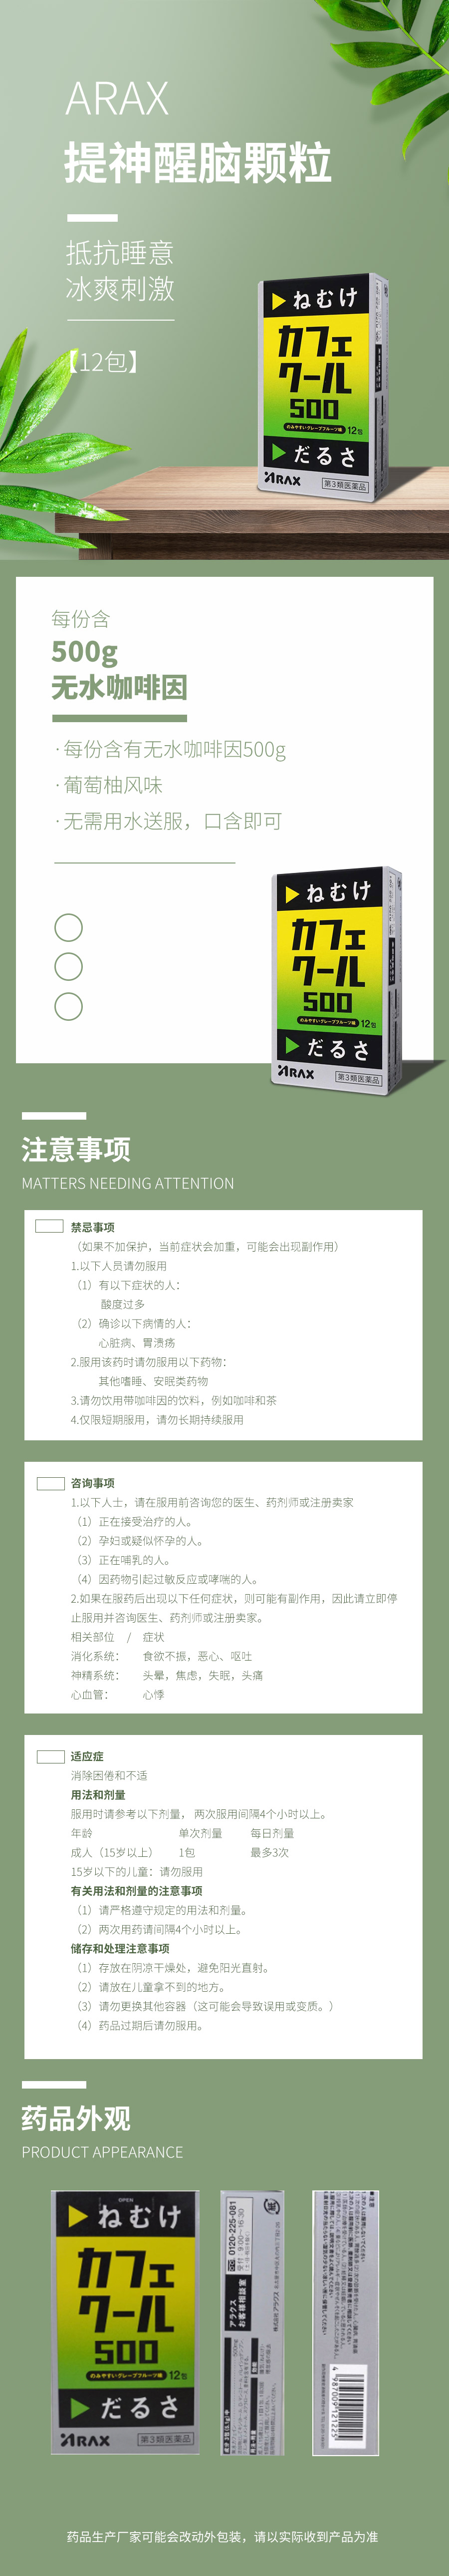 ARAX
提神醒脑颗粒
抵抗睡意
冰爽刺激
【12包】
ねむけ
カフェ
クール
500
のみやすいグレープフルーツ味 12包
だるさ
ARAX 第3類医薬品
每份含
500g
无水咖啡因
·每份含有无水咖啡因500g
·葡萄柚风味
·无需用水送服，口含即可
ねむけ
カフェ
クール
500
のみやすいグレープフルーツ味 12包
だるさ
ARAX 第3類医薬品
注意事项
MATTERS NEEDING ATTENTION
禁忌事项
（如果不加保护，当前症状会加重，可能会出现副作用）
1.以下人员请勿服用
（1）有以下症状的人：
酸度过多
（2）确诊以下病情的人：
心脏病、胃溃疡
2.服用该药时请勿服用以下药物：
其他嗜睡、安眠类药物
3.请勿饮用带咖啡因的饮料，例如咖啡和茶
4.仅限短期服用，请勿长期持续服用
咨询事项
1.以下人士，请在服用前咨询您的医生、药剂师或注册卖家
（1）正在接受治疗的人。
（2）孕妇或疑似怀孕的人。
（3）正在哺乳的人。
（4）因药物引起过敏反应或哮喘的人。
2.如果在服药后出现以下任何症状，则可能有副作用，因此请立即停
止服用并咨询医生、药剂师或注册卖家。
相关部位 / 症状
消化系统： 食欲不振，恶心、呕吐
神精系统： 头晕，焦虑，失眠，头痛
心血管： 心悸
适应症
消除困倦和不适
用法和剂量
服用时请参考以下剂量， 两次服用间隔4个小时以上。
年龄 单次剂量 每日剂量
成人（15岁以上） 1包 最多3次
15岁以下的儿童：请勿服用
有关用法和剂量的注意事项
（1）请严格遵守规定的用法和剂量。
（2）两次用药请间隔4个小时以上。
储存和处理注意事项
（1）存放在阴凉干燥处，避免阳光直射。
（2）请放在儿童拿不到的地方。
（3）请勿更换其他容器（这可能会导致误用或变质。）
（4）药品过期后请勿服用。
药品外观
PRODUCT APPEARANCE
OPEN
ねむけ
カフェ
クール
500
のみやすいグレープフルーツ味 12包
だるさ
ARAX 第3類医薬品
アラクス
お客様相談室
0120-225-081
受付 9:00~16:30
株式会社アラクス
4 987009 121225
药品生产厂家可能会改动外包装，请以实际收到产品为准